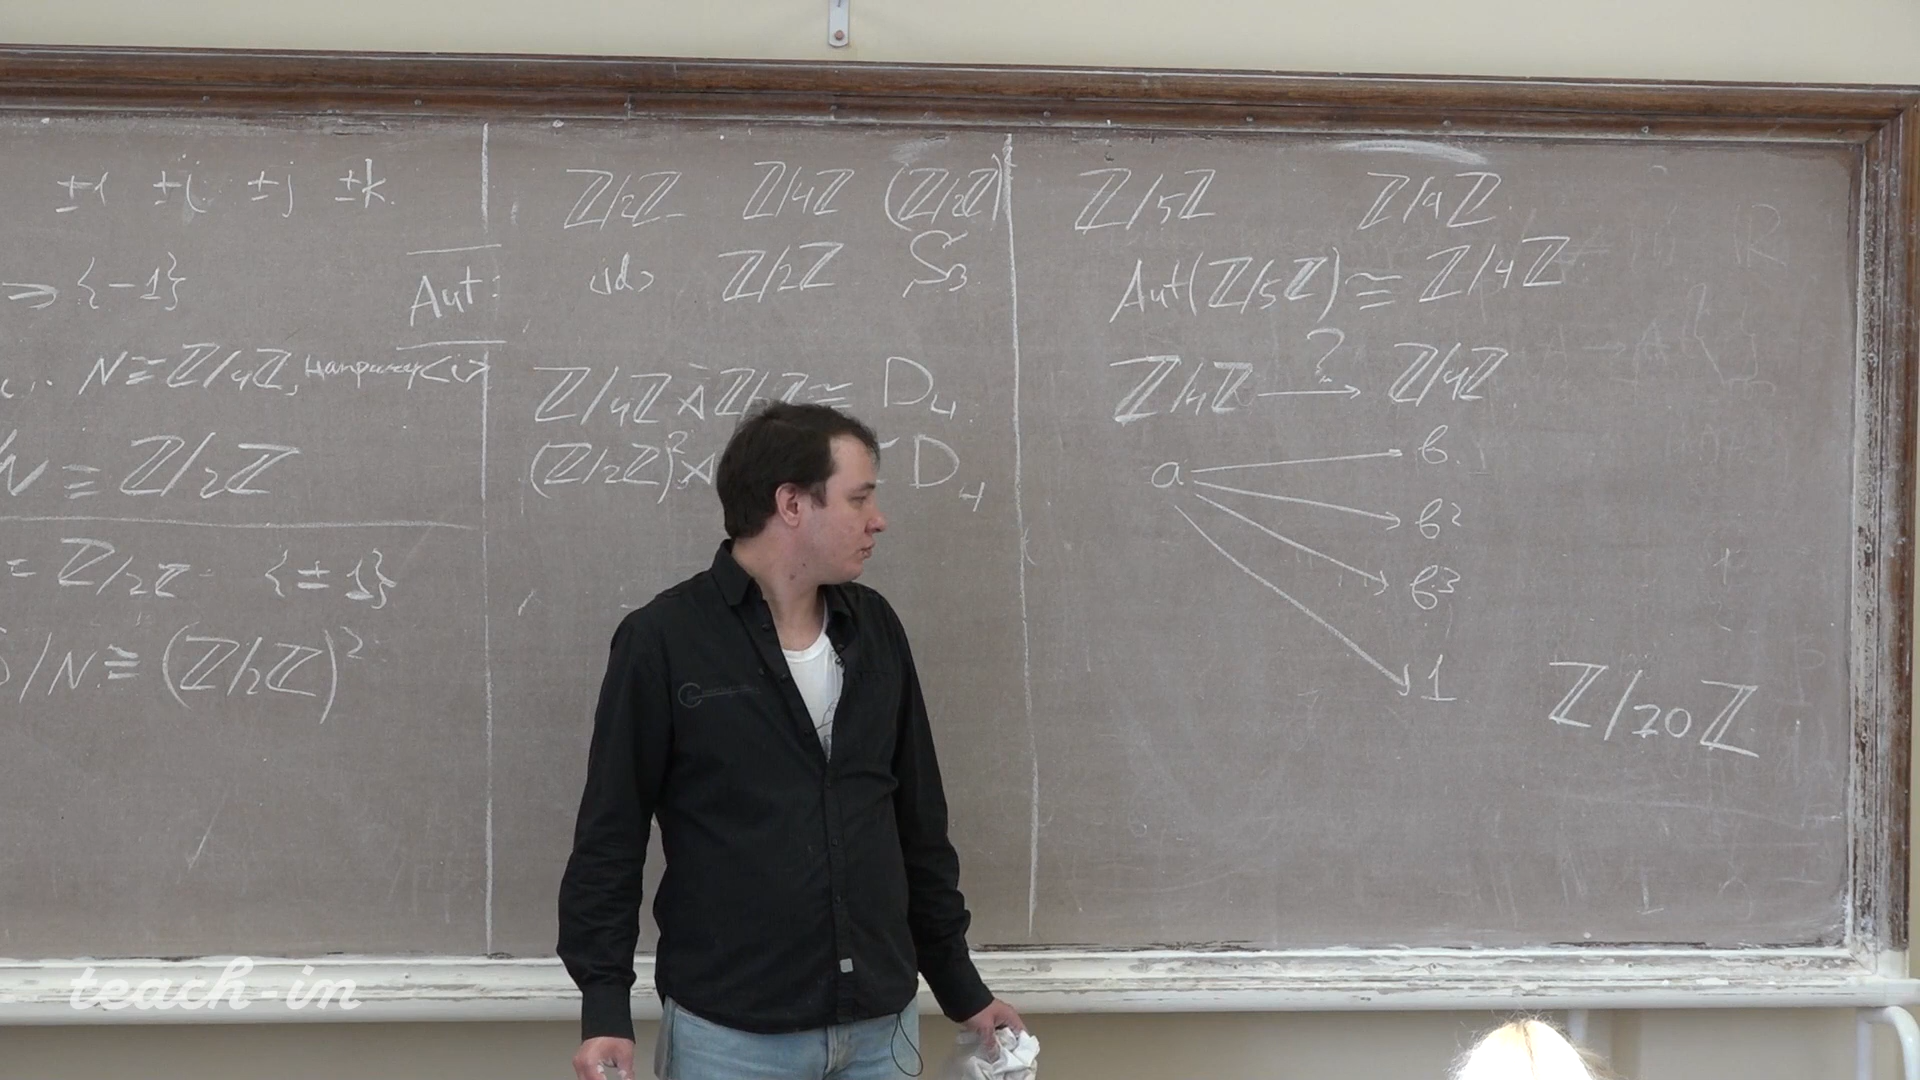 ±1 ±i ±j ±k
→ {-1}
N ≅ Z/4Z, например <i>
/N ≅ Z/2Z
= Z/2Z {±1}
/N ≅ (Z/2Z)²
Aut:
Z/2Z Z/4Z (Z/2Z)
id Z/2Z S₃
Z/4Z ⋊ Z/2Z ≅ D₄
(Z/2Z)² ⋊ ≅ D₄
Z/5Z Z/4Z
Aut(Z/5Z) ≅ Z/4Z
Z/4Z —?→ Z/4Z
a → b
b²
b³
1
Z/20Z
teach-in